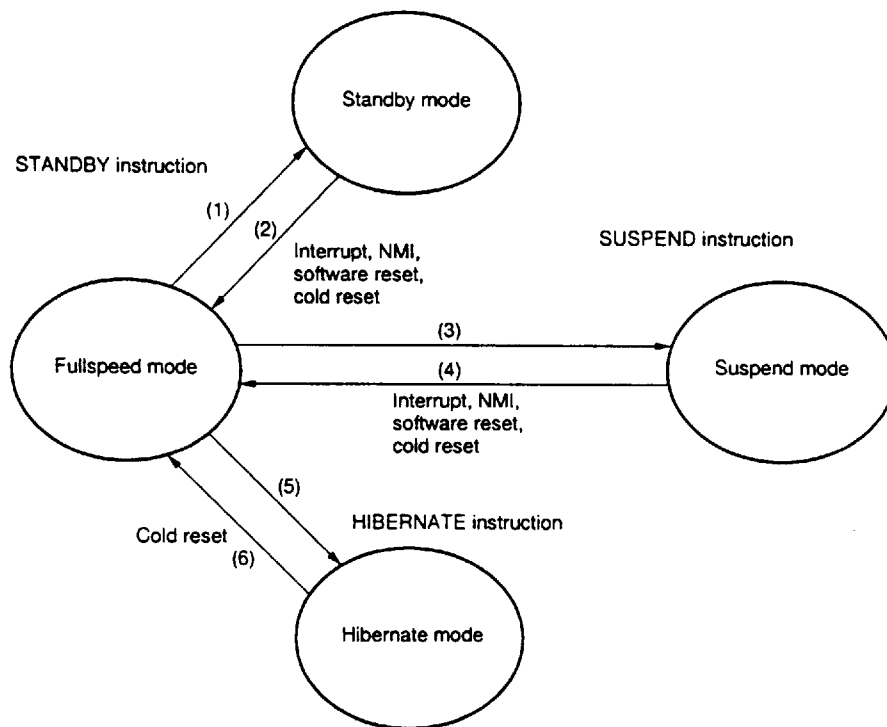 Standby mode
STANDBY instruction
(1)
(2)
Interrupt, NMI,
software reset,
cold reset
SUSPEND instruction
(3)
Fullspeed mode
Suspend mode
(4)
Interrupt, NMI,
software reset,
cold reset
(5)
HIBERNATE instruction
Cold reset
(6)
Hibernate mode